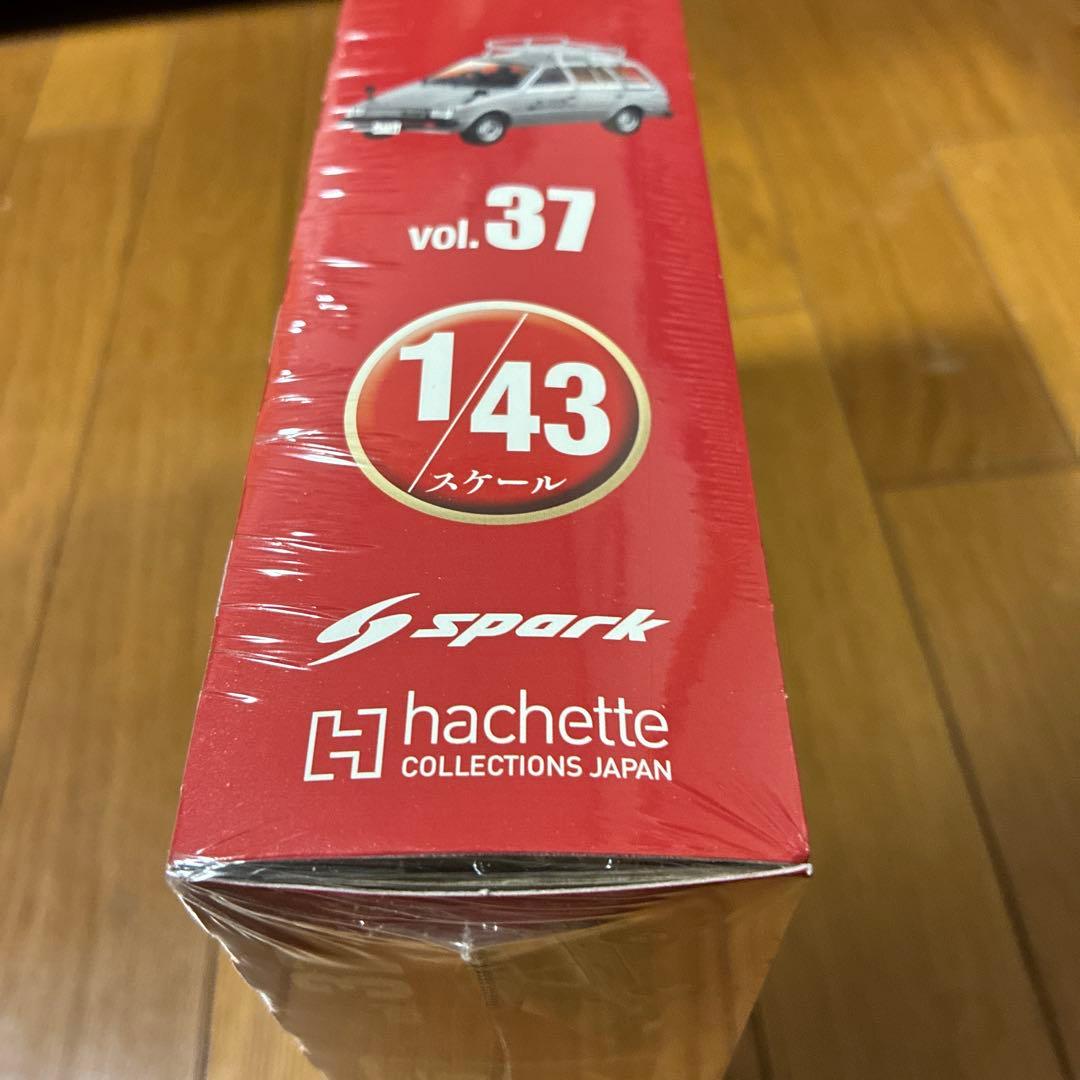 vol.37
1/43
スケール
spark
hachette
COLLECTIONS JAPAN